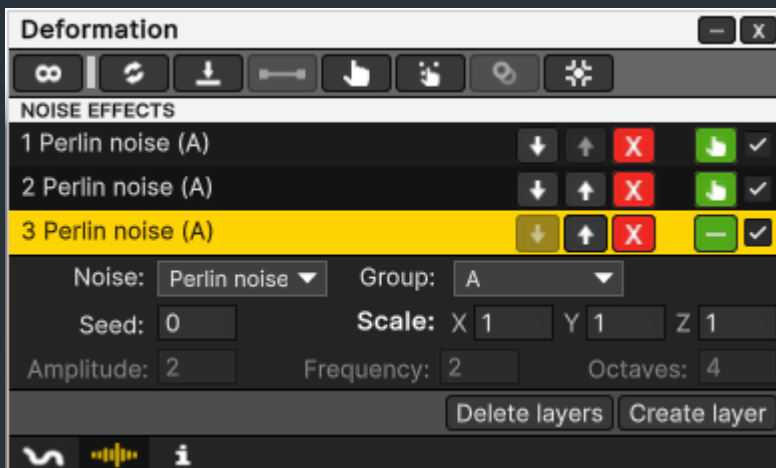 Deformation
NOISE EFFECTS
1 Perlin noise (A) X
2 Perlin noise (A) X
3 Perlin noise (A) X
Noise: Perlin noise Group: A
Seed: 0 Scale: X 1 Y 1 Z 1
Amplitude: 2 Frequency: 2 Octaves: 4
Delete layers Create layer